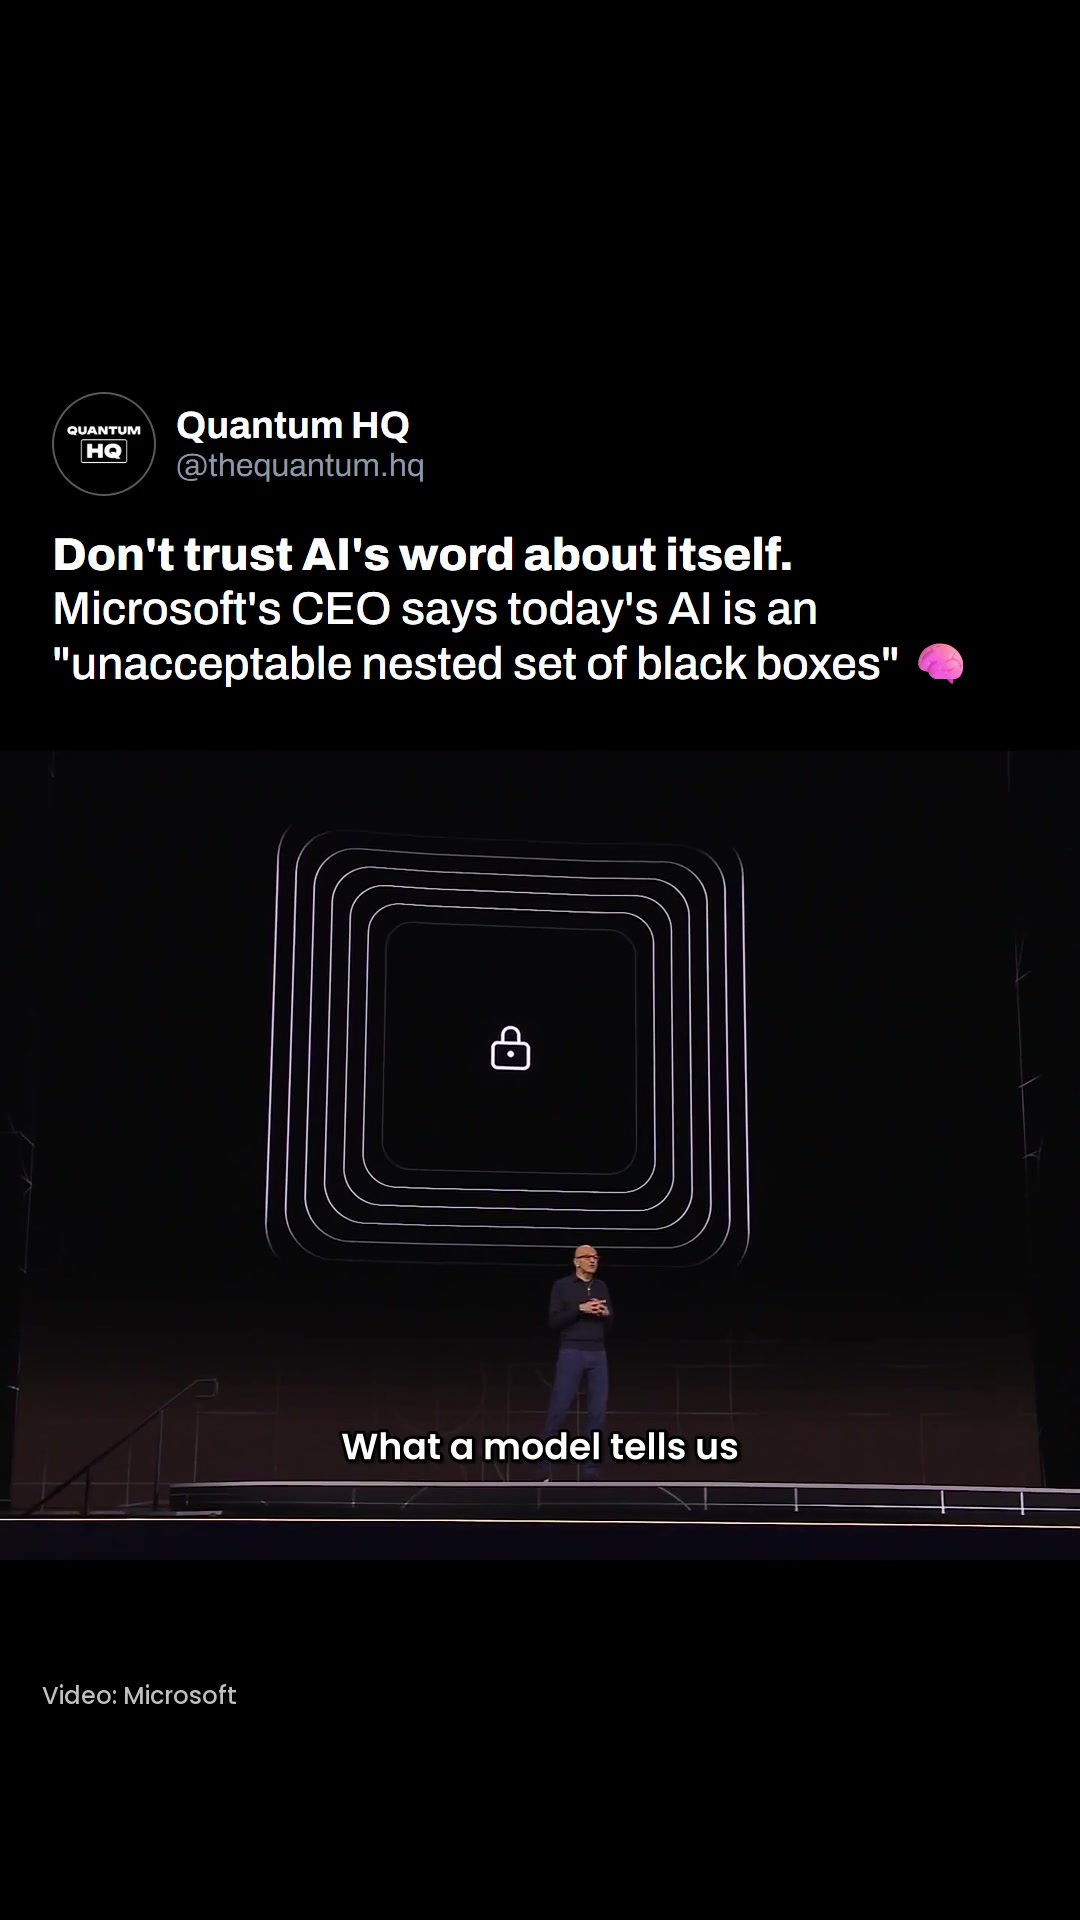 QUANTUM
HQ
Quantum HQ
@thequantum.hq
Don't trust AI's word about itself.
Microsoft's CEO says today's AI is an
"unacceptable nested set of black boxes" 🧠
What a model tells us
Video: Microsoft